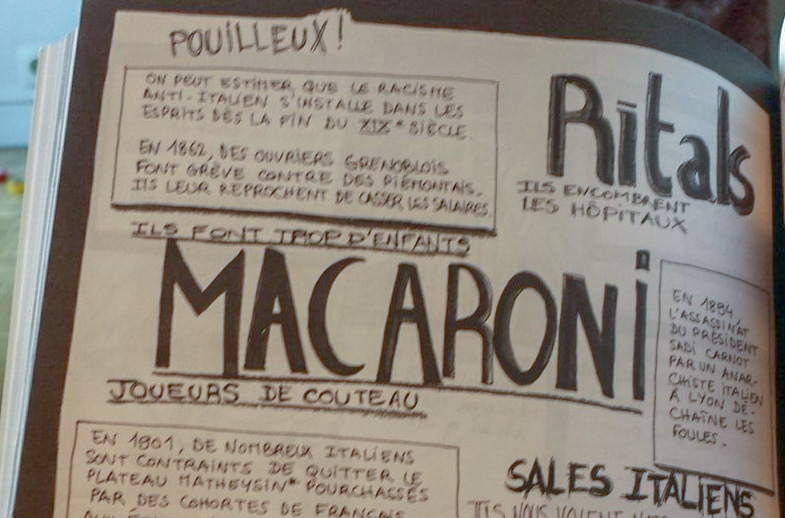 POUILLEUX!
ON PEUT ESTIMER QUE LE RACISME
ANTI-ITALIEN S'INSTALLE DANS LES
ESPRITS DÈS LA FIN DU XIXe SIÈCLE.
EN 1862, DES OUVRIERS GRENOBLOIS
FONT GRÈVE CONTRE DES PIÉMONTAIS.
ILS LEUR REPROCHENT DE CASSER LES SALAIRES
Ritals
ILS ENCOMBRENT
LES HÔPITAUX
ILS FONT TROP D'ENFANTS
MACARONI
JOUEURS DE COUTEAU
EN 1894,
L'ASSASSINAT
DU PRÉSIDENT
SADI CARNOT
PAR UN ANAR-
CHISTE ITALIEN
À LYON DÉ-
CHAÎNE LES
FOULES.
EN 1901, DE NOMBREUX ITALIENS
SONT CONTRAINTS DE QUITTER LE
PLATEAU MATHEYSIN* POURCHASSÉS
PAR DES COHORTES DE FRANÇAIS
SALES ITALIENS
ILS NOUS VOLENT